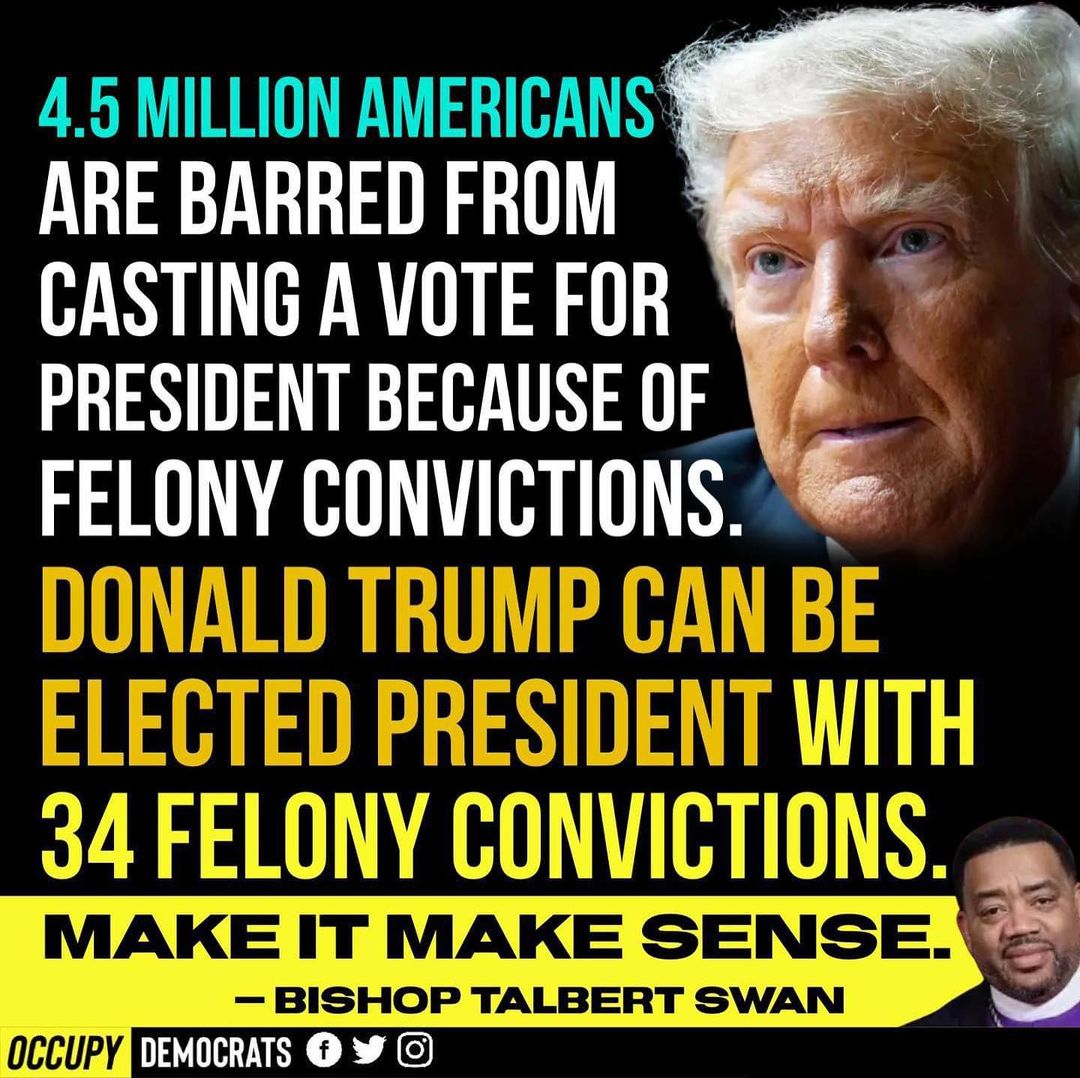 4.5 MILLION AMERICANS
ARE BARRED FROM
CASTING A VOTE FOR
PRESIDENT BECAUSE OF
FELONY CONVICTIONS.
DONALD TRUMP CAN BE
ELECTED PRESIDENT WITH
34 FELONY CONVICTIONS.
MAKE IT MAKE SENSE.
– BISHOP TALBERT SWAN
OCCUPY DEMOCRATS